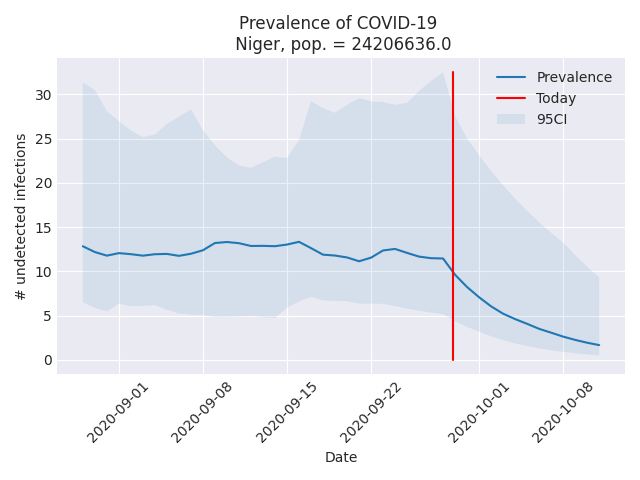 Prevalence of COVID-19
Niger, pop. = 24206636.0
# undetected infections
30
25
20
15
10
5
0
Prevalence
Today
95CI
2020-09-01
2020-09-08
2020-09-15
2020-09-22
2020-10-01
2020-10-08
Date